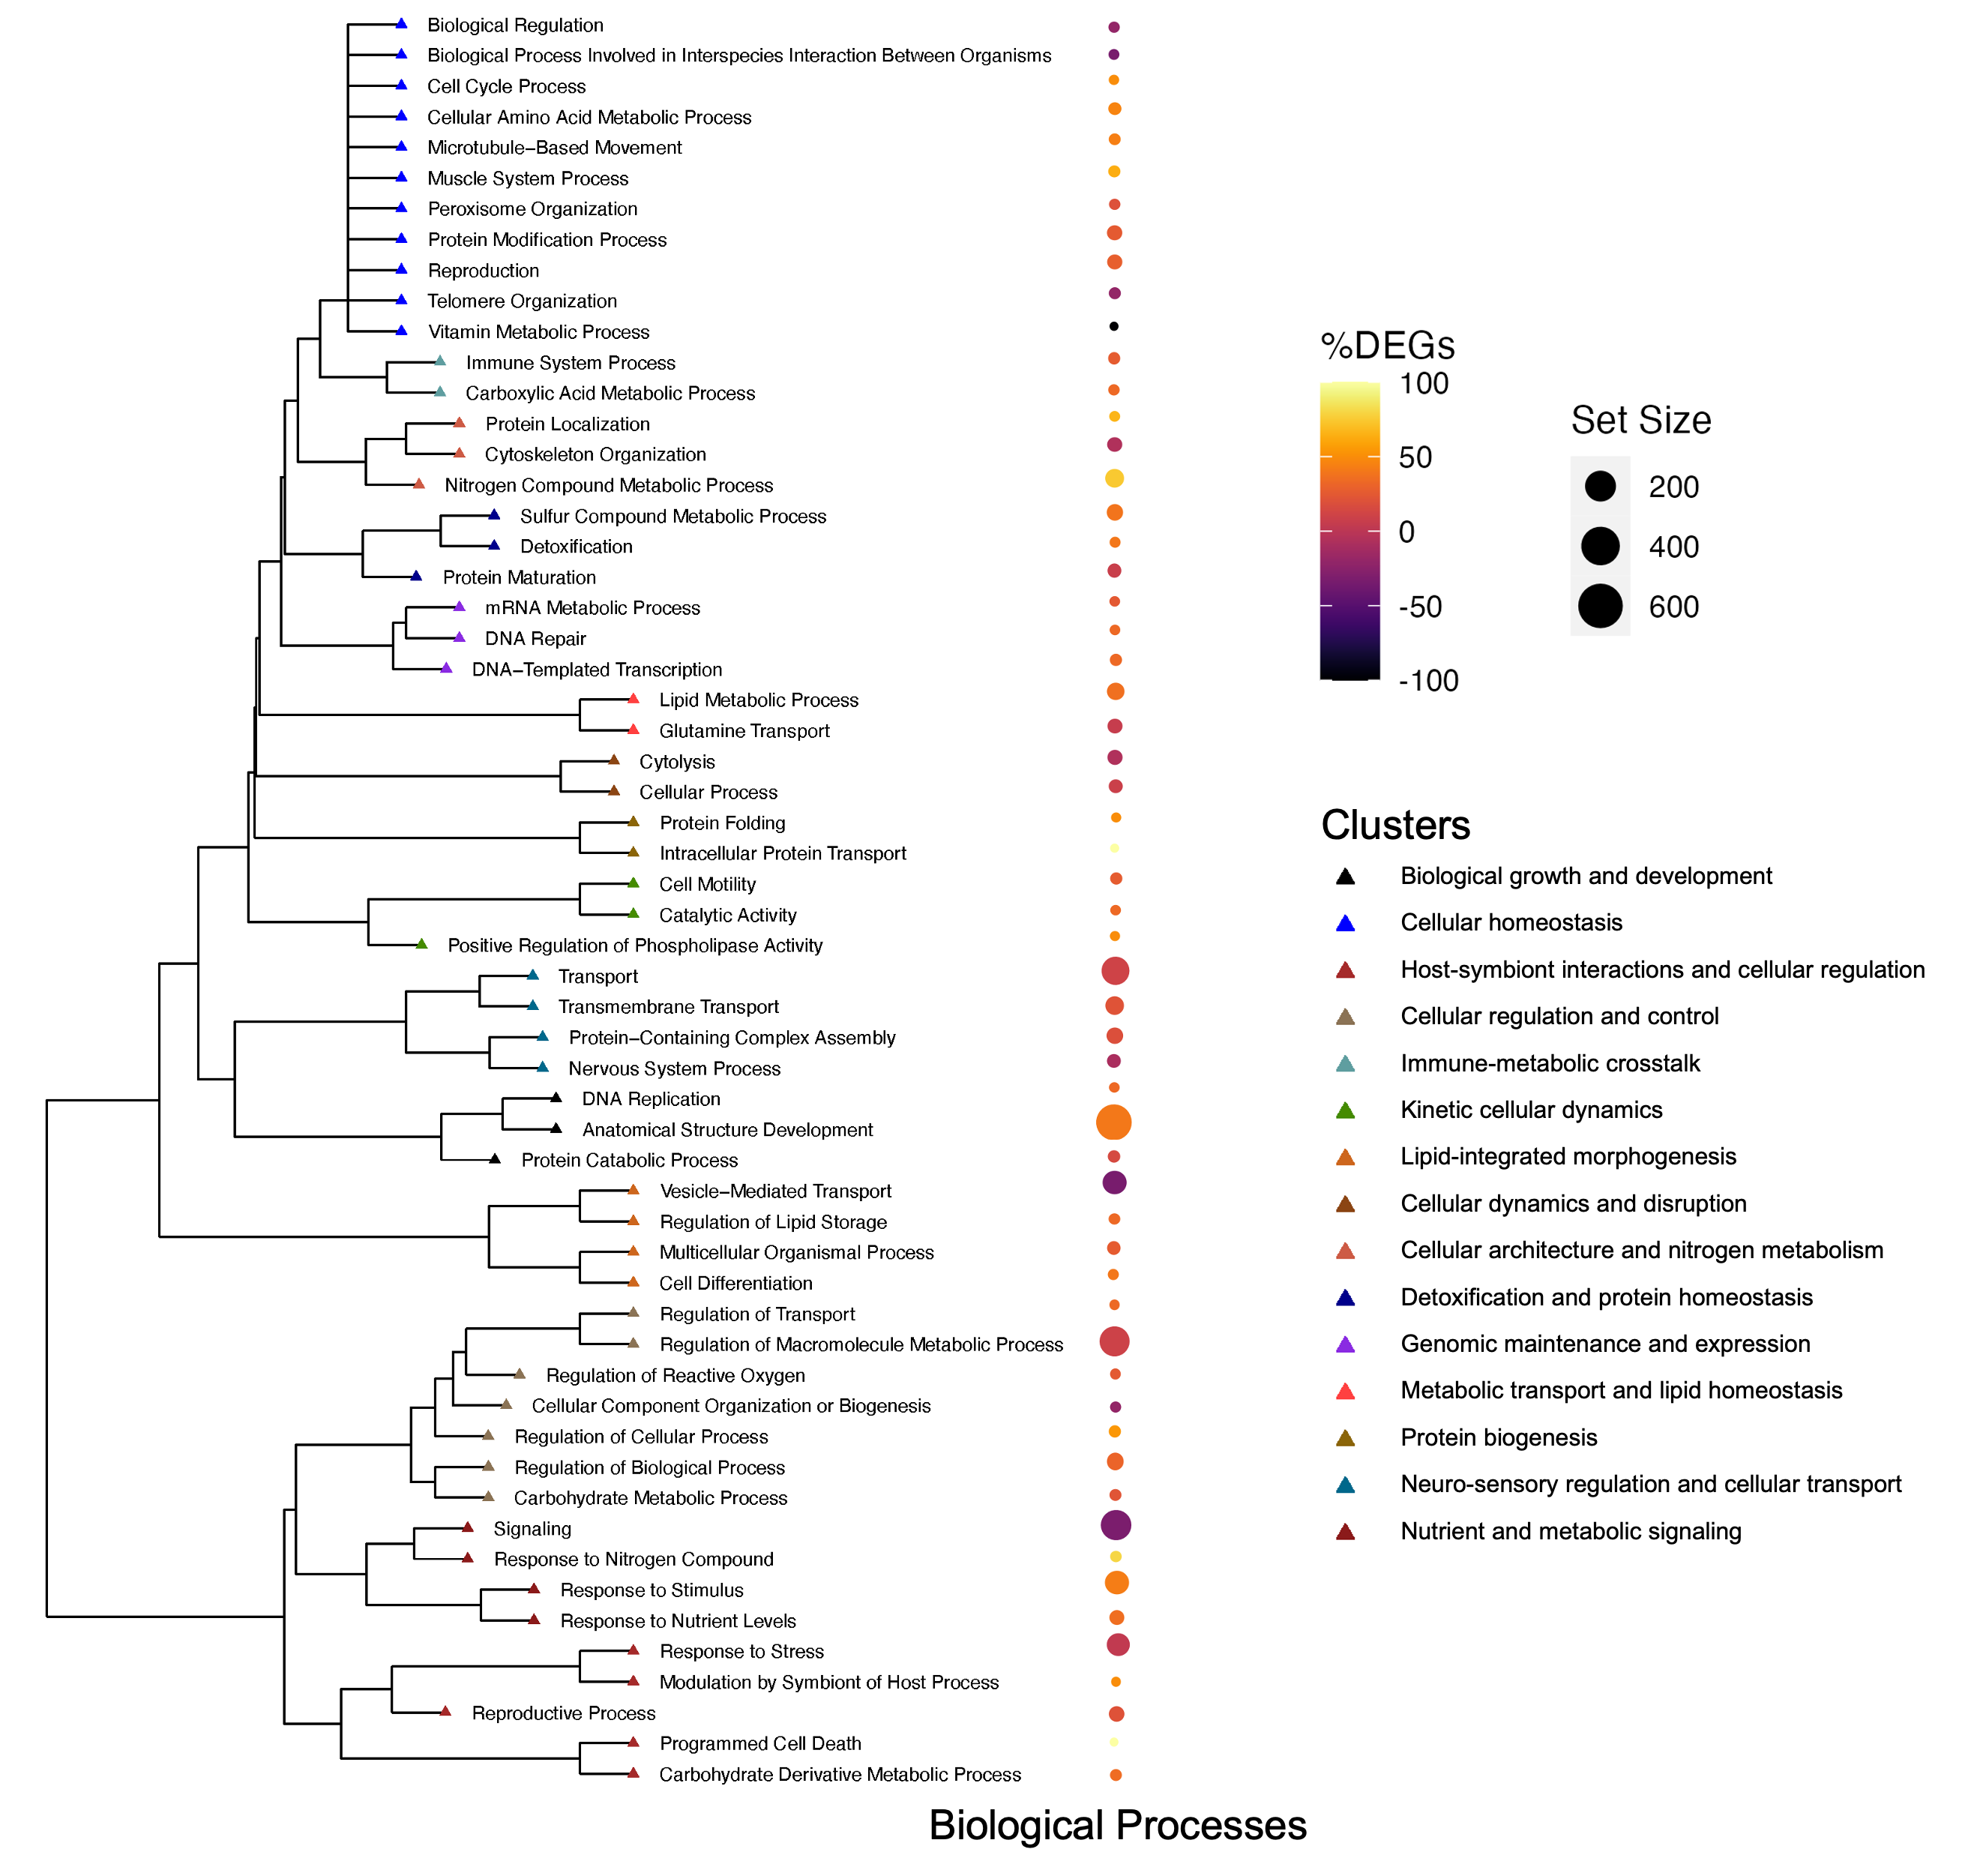 Biological Regulation
Biological Process Involved in Interspecies Interaction Between Organisms
Cell Cycle Process
Cellular Amino Acid Metabolic Process
Microtubule−Based Movement
Muscle System Process
Peroxisome Organization
Protein Modification Process
Reproduction
Telomere Organization
Vitamin Metabolic Process
Immune System Process
Carboxylic Acid Metabolic Process
Protein Localization
Cytoskeleton Organization
Nitrogen Compound Metabolic Process
Sulfur Compound Metabolic Process
Detoxification
Protein Maturation
mRNA Metabolic Process
DNA Repair
DNA−Templated Transcription
Lipid Metabolic Process
Glutamine Transport
Cytolysis
Cellular Process
Protein Folding
Intracellular Protein Transport
Cell Motility
Catalytic Activity
Positive Regulation of Phospholipase Activity
Transport
Transmembrane Transport
Protein−Containing Complex Assembly
Nervous System Process
DNA Replication
Anatomical Structure Development
Protein Catabolic Process
Vesicle−Mediated Transport
Regulation of Lipid Storage
Multicellular Organismal Process
Cell Differentiation
Regulation of Transport
Regulation of Macromolecule Metabolic Process
Regulation of Reactive Oxygen
Cellular Component Organization or Biogenesis
Regulation of Cellular Process
Regulation of Biological Process
Carbohydrate Metabolic Process
Signaling
Response to Nitrogen Compound
Response to Stimulus
Response to Nutrient Levels
Response to Stress
Modulation by Symbiont of Host Process
Reproductive Process
Programmed Cell Death
Carbohydrate Derivative Metabolic Process
Biological Processes
%DEGs
100
50
0
-50
-100
Set Size
200
400
600
Clusters
Biological growth and development
Cellular homeostasis
Host-symbiont interactions and cellular regulation
Cellular regulation and control
Immune-metabolic crosstalk
Kinetic cellular dynamics
Lipid-integrated morphogenesis
Cellular dynamics and disruption
Cellular architecture and nitrogen metabolism
Detoxification and protein homeostasis
Genomic maintenance and expression
Metabolic transport and lipid homeostasis
Protein biogenesis
Neuro-sensory regulation and cellular transport
Nutrient and metabolic signaling